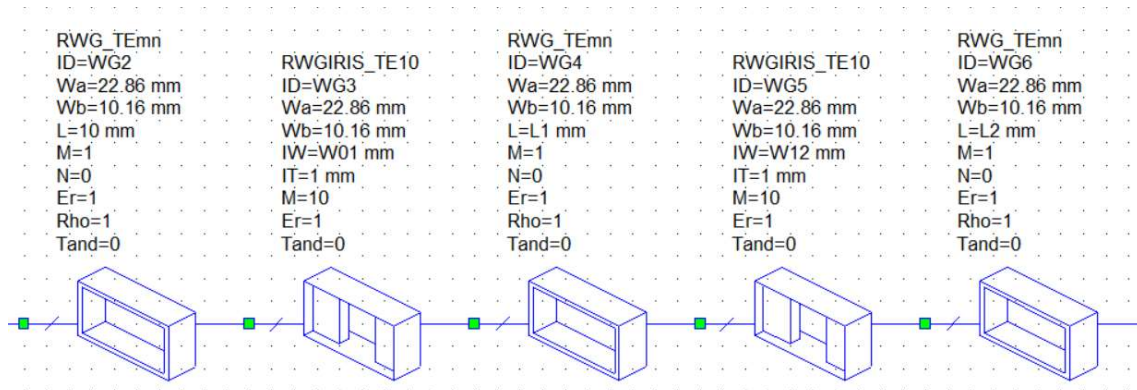 RWG_TEmn
ID=WG2
Wa=22.86 mm
Wb=10.16 mm
L=10 mm
M=1
N=0
Er=1
Rho=1
Tand=0
RWGIRIS_TE10
ID=WG3
Wa=22.86 mm
Wb=10.16 mm
IW=W01 mm
IT=1 mm
M=10
Er=1
Tand=0
RWG_TEmn
ID=WG4
Wa=22.86 mm
Wb=10.16 mm
L=L1 mm
M=1
N=0
Er=1
Rho=1
Tand=0
RWGIRIS_TE10
ID=WG5
Wa=22.86 mm
Wb=10.16 mm
IW=W12 mm
IT=1 mm
M=10
Er=1
Tand=0
RWG_TEmn
ID=WG6
Wa=22.86 mm
Wb=10.16 mm
L=L2 mm
M=1
N=0
Er=1
Rho=1
Tand=0